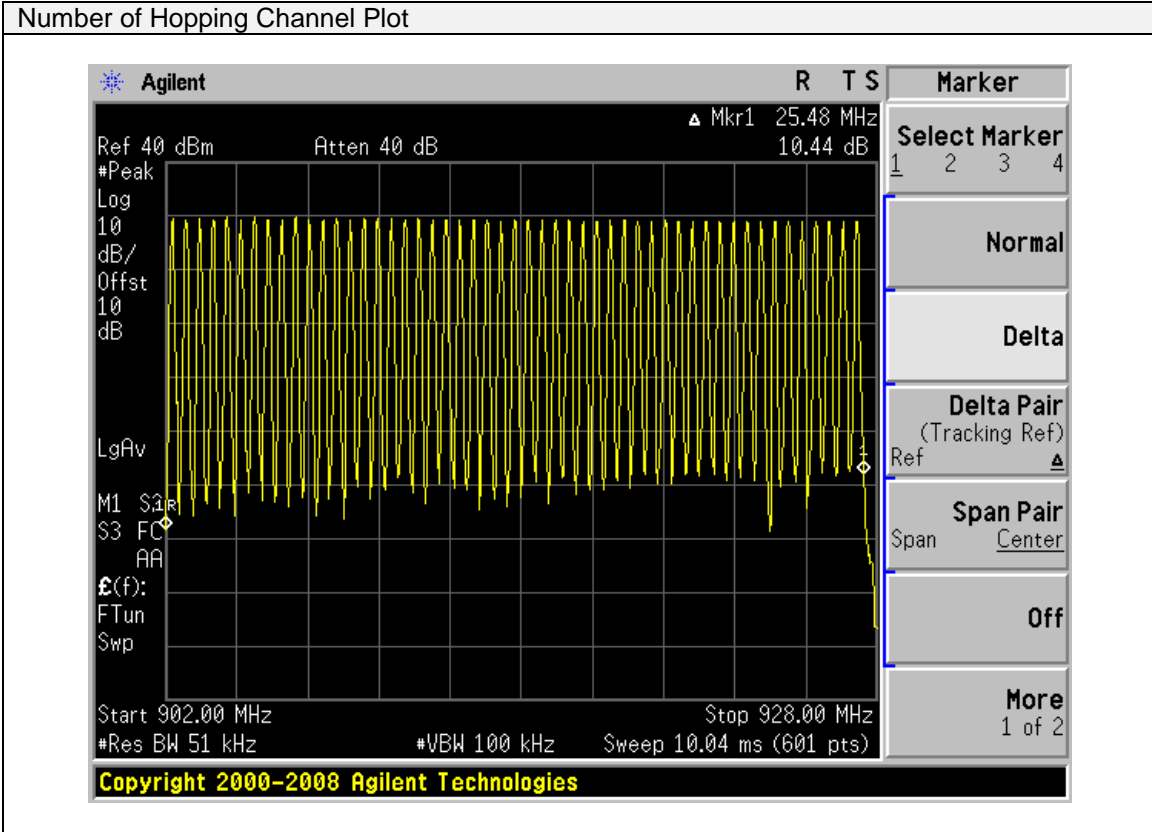 Number of Hopping Channel Plot
Agilent
R T S
Marker
Δ Mkr1 25.48 MHz
Ref 40 dBm Atten 40 dB 10.44 dB
#Peak
Log
10
dB/
Offst
10
dB
LgAv
M1 S2
S3 FC
AA
£(f):
FTun
Swp
1R
1
Start 902.00 MHz Stop 928.00 MHz
#Res BW 51 kHz #VBW 100 kHz Sweep 10.04 ms (601 pts)
Copyright 2000-2008 Agilent Technologies
Select Marker
1 2 3 4
Normal
Delta
Delta Pair
(Tracking Ref)
Ref Δ
Span Pair
Span Center
Off
More
1 of 2